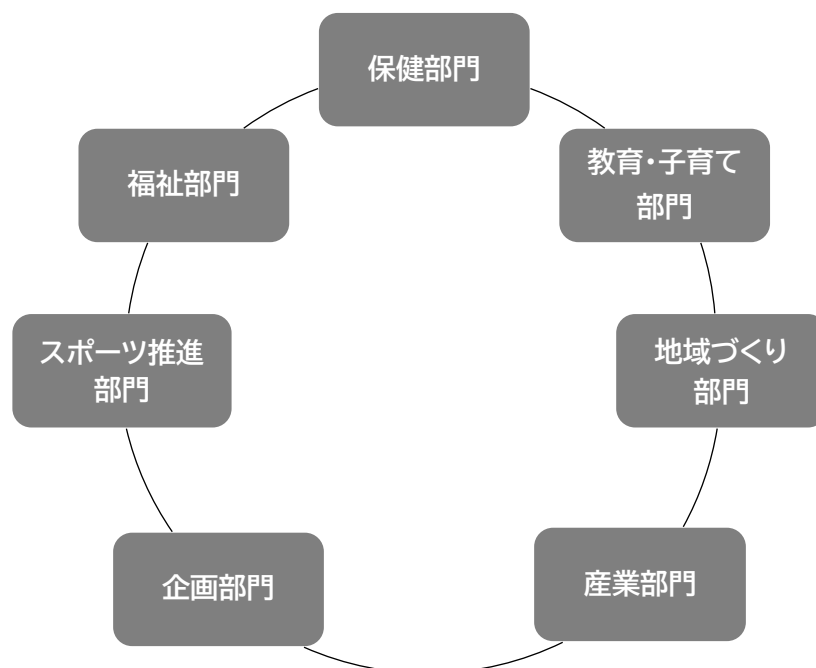 保健部門
福祉部門
教育・子育て
部門
スポーツ推進
部門
地域づくり
部門
企画部門
産業部門